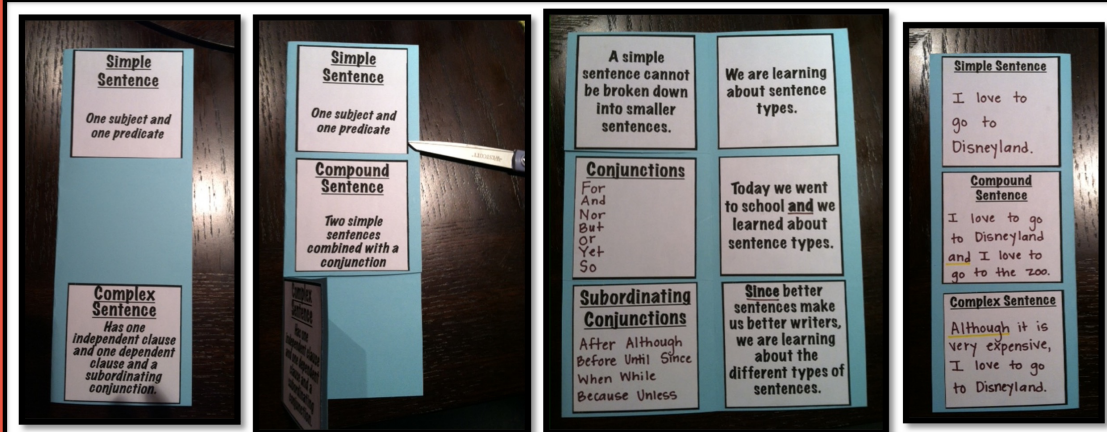 Simple
Sentence
One subject and
one predicate
Complex
Sentence
Has one
independent clause
and one dependent
clause and a
subordinating
conjunction.
Simple
Sentence
One subject and
one predicate
Compound
Sentence
Two simple
sentences
combined with a
conjunction
Complex
Sentence
A simple
sentence cannot
be broken down
into smaller
sentences.
We are learning
about sentence
types.
Conjunctions
For
And
Nor
But
Or
Yet
So
Today we went
to school and we
learned about
sentence types.
Subordinating
Conjunctions
After Although
Before Until Since
When While
Because Unless
Since better
sentences make
us better writers,
we are learning
about the
different types of
sentences.
Simple Sentence
I love to
go to
Disneyland.
Compound
Sentence
I love to go
to Disneyland
and I love to
go to the zoo.
Complex Sentence
Although it is
very expensive,
I love to go
to Disneyland.